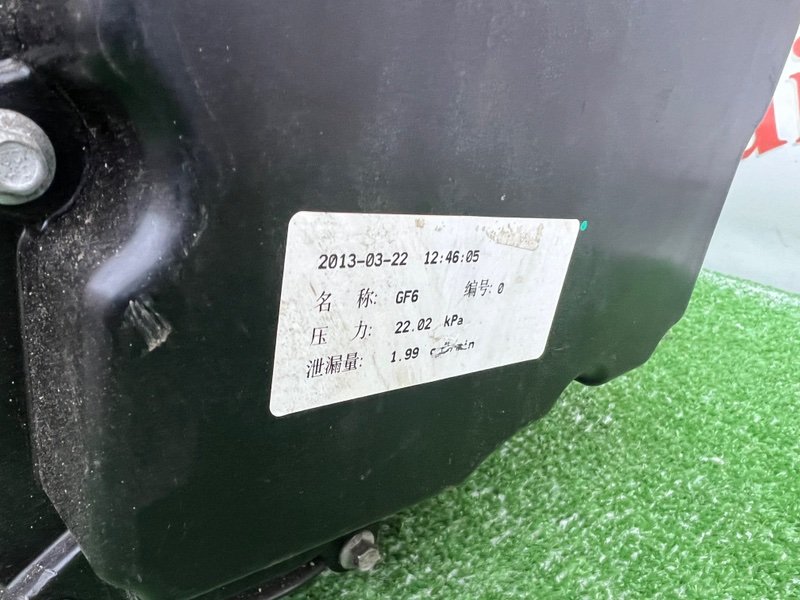 2013-03-22 12:46:05
名 称: GF6 编号: 0
压 力: 22.02 kPa
泄漏量: 1.99